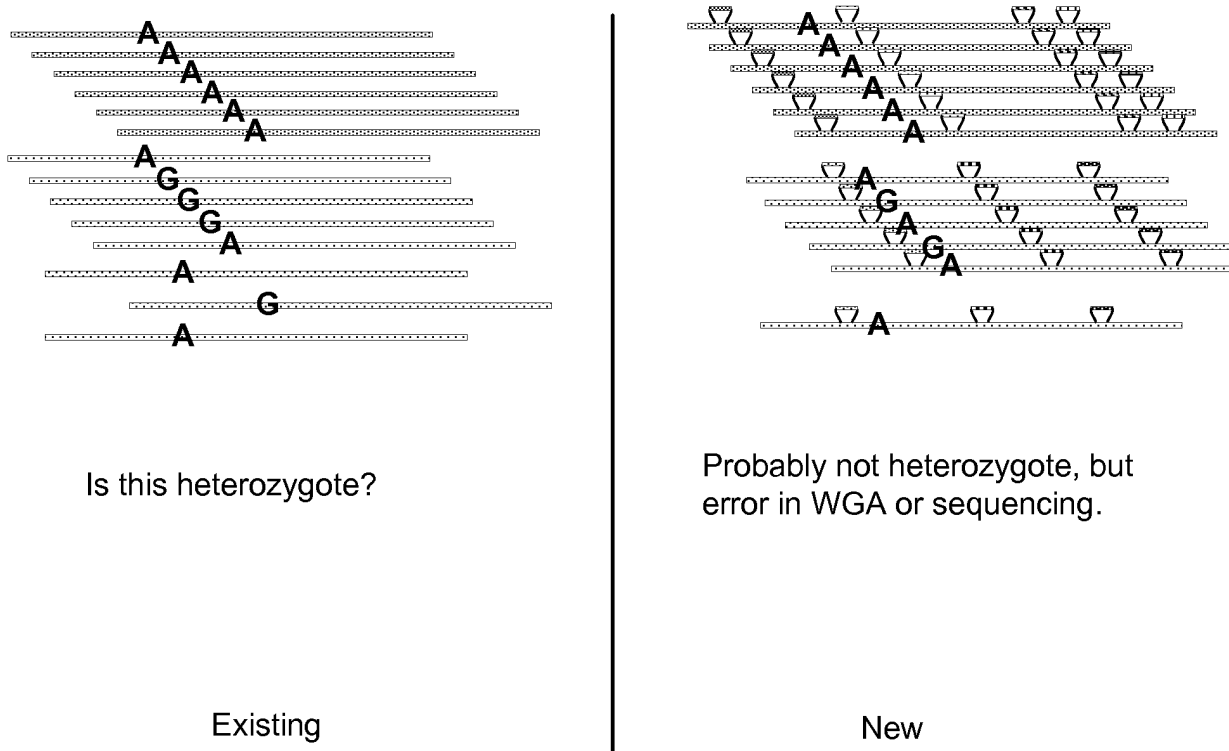 A
A
A
A
A
A
A
G
G
G
A
A
G
A
Is this heterozygote?
Existing
A
A
A
A
A
A
A
G
A
G
A
A
Probably not heterozygote, but
error in WGA or sequencing.
New